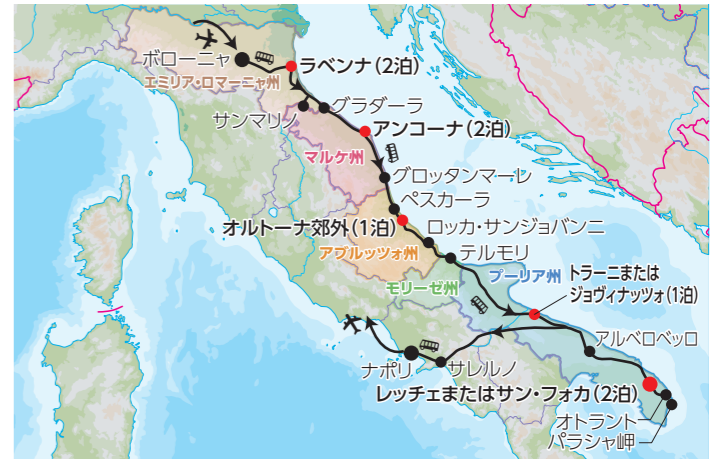 ボローニャ
エミリア・ロマーニャ州
ラベンナ(2泊)
サンマリノ
グラダーラ
アンコーナ(2泊)
マルケ州
グロッタンマーレ
ペスカーラ
オルトーナ郊外(1泊)
ロッカ・サンジョバンニ
アブルッツォ州
テルモリ
モリーゼ州
プーリア州
トラーニまたは
ジョヴィナッツォ(1泊)
アルベロベッロ
ナポリ
サレルノ
レッチェまたはサン・フォカ(2泊)
オトラント
パラシャ岬